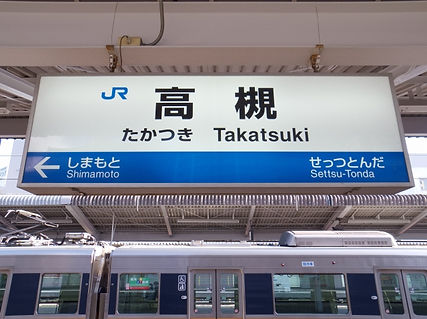 JR 高槻
たかつき Takatsuki
← しまもと せっつとんだ
Shimamoto Settsu-Tonda